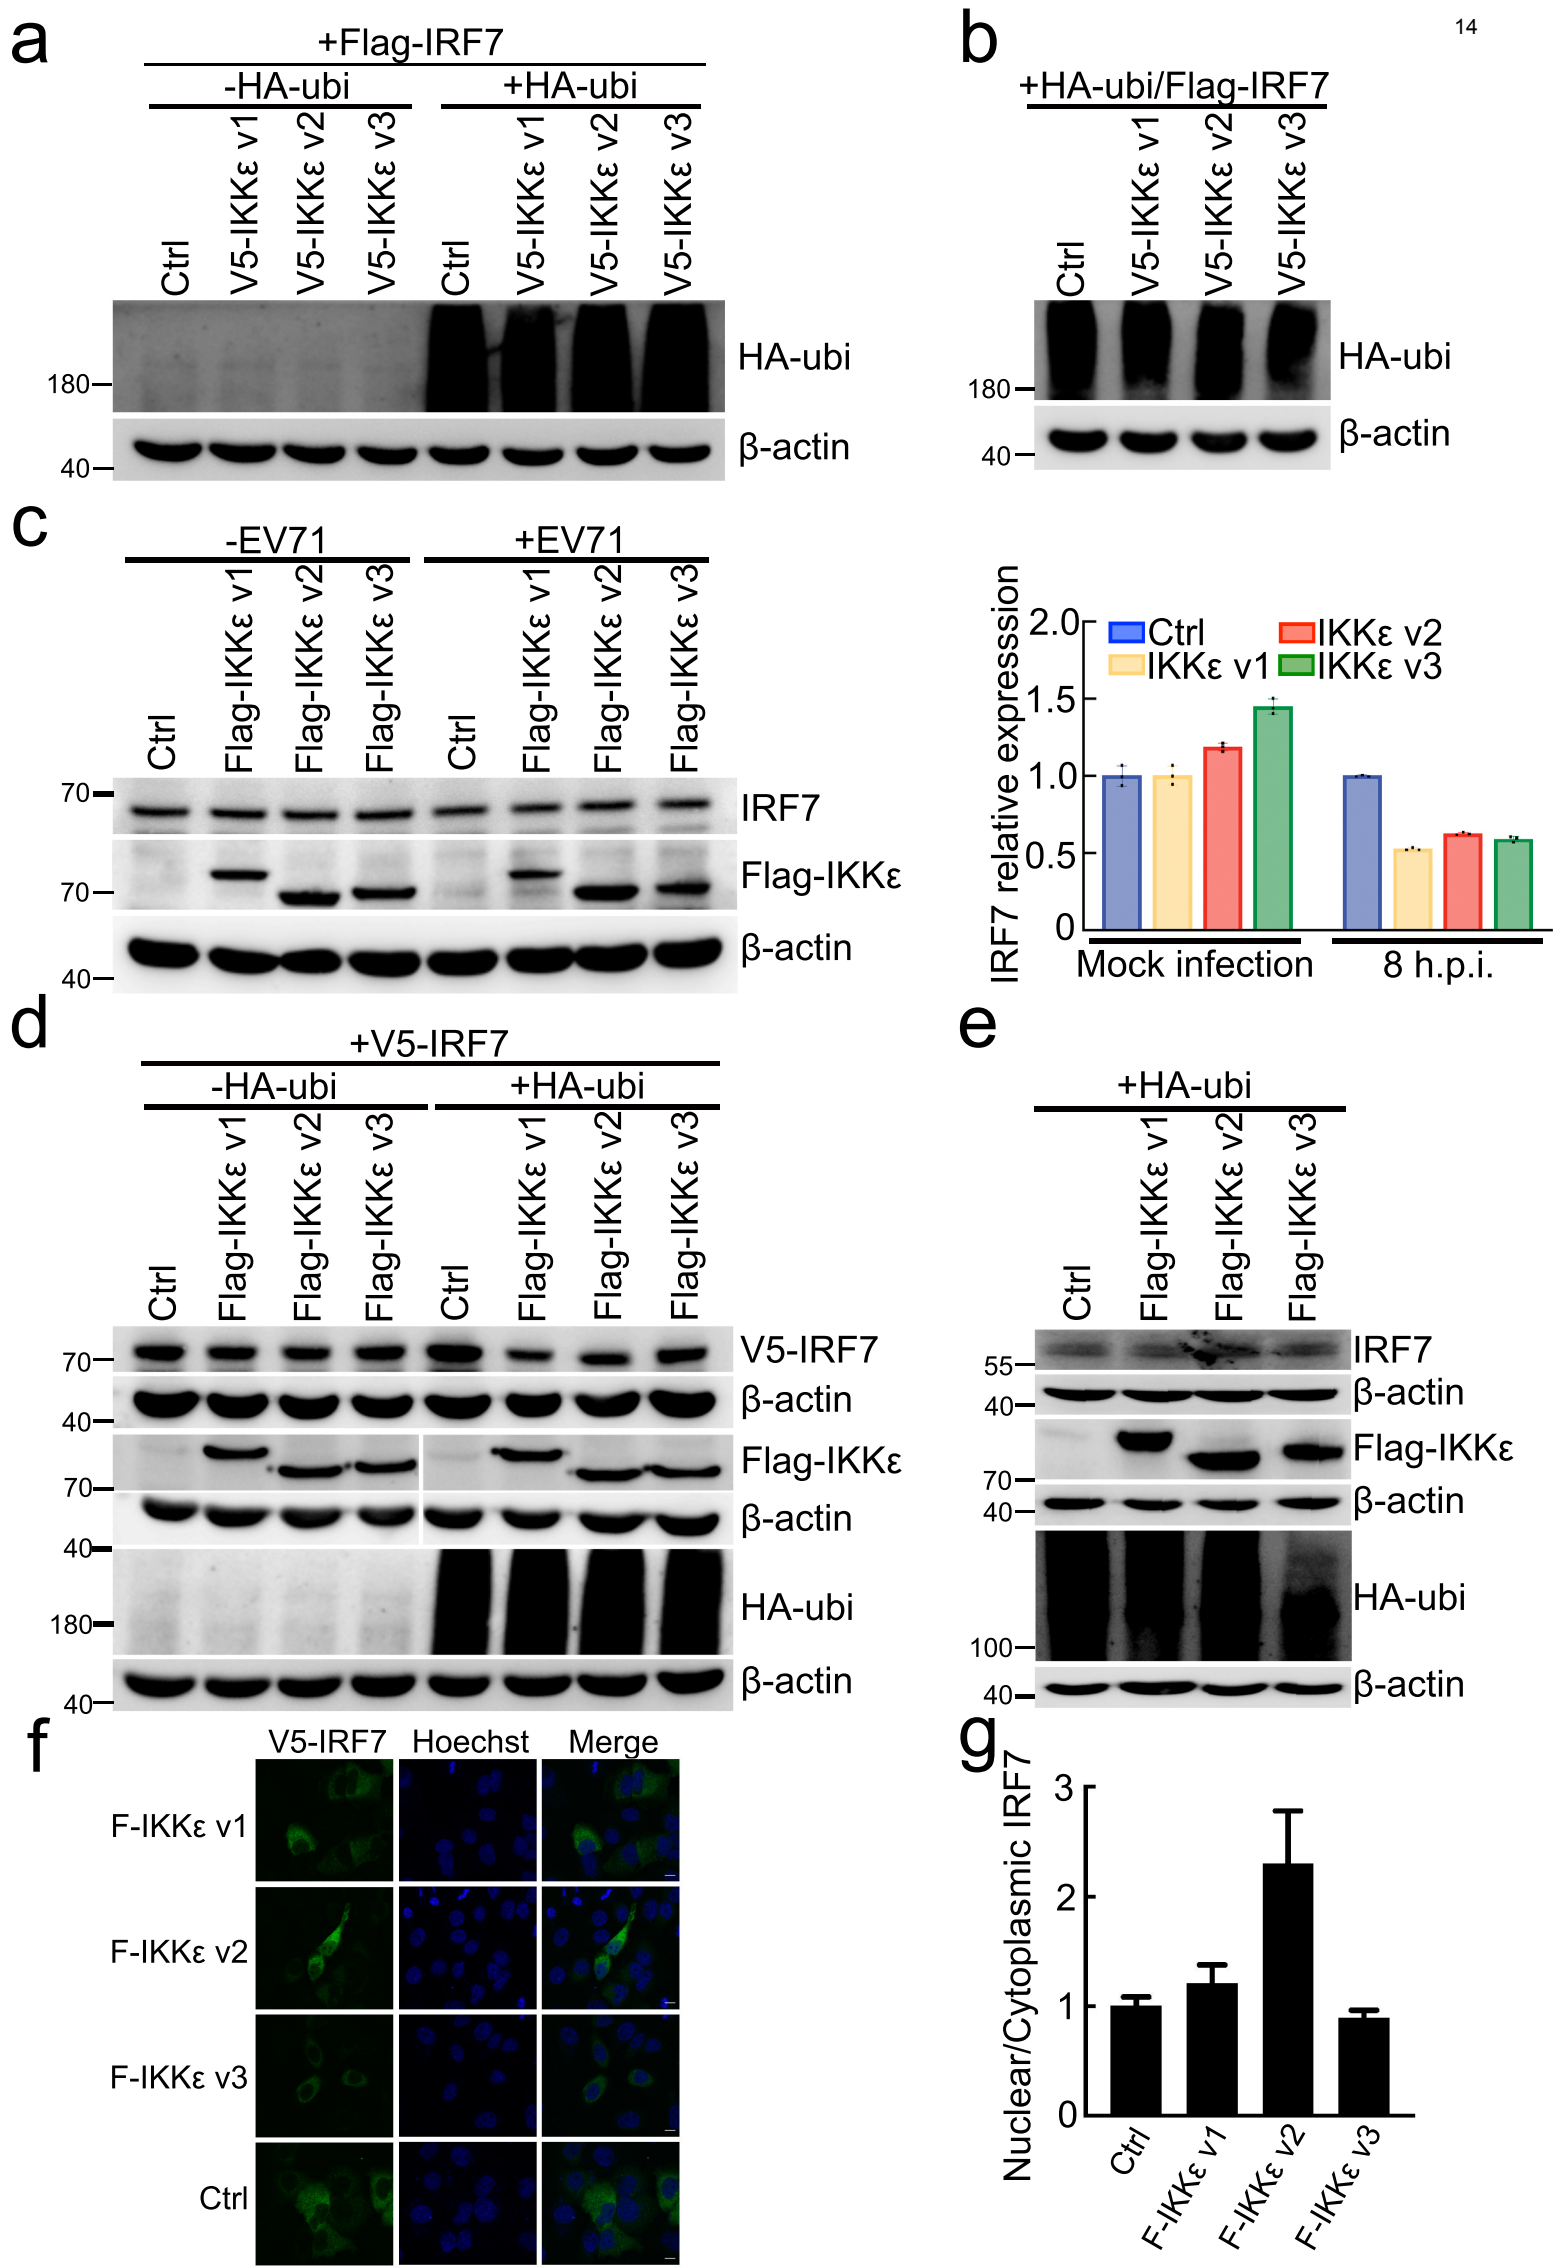 14
a
+Flag-IRF7
-HA-ubi +HA-ubi
Ctrl V5-IKKε v1 V5-IKKε v2 V5-IKKε v3 Ctrl V5-IKKε v1 V5-IKKε v2 V5-IKKε v3
HA-ubi
180
β-actin
40
b
+HA-ubi/Flag-IRF7
Ctrl V5-IKKε v1 V5-IKKε v2 V5-IKKε v3
HA-ubi
180
β-actin
40
c
-EV71 +EV71
Ctrl Flag-IKKε v1 Flag-IKKε v2 Flag-IKKε v3 Ctrl Flag-IKKε v1 Flag-IKKε v2 Flag-IKKε v3
70
IRF7
Flag-IKKε
70
β-actin
40
IRF7 relative expresssion
2.0
1.5
1.0
0.5
0
Ctrl IKKε v2
IKKε v1 IKKε v3
Mock infection 8 h.p.i.
d
+V5-IRF7
-HA-ubi +HA-ubi
Ctrl Flag-IKKε v1 Flag-IKKε v2 Flag-IKKε v3 Ctrl Flag-IKKε v1 Flag-IKKε v2 Flag-IKKε v3
V5-IRF7
70
β-actin
40
Flag-IKKε
70
β-actin
40
HA-ubi
180
β-actin
40
e
+HA-ubi
Ctrl Flag-IKKε v1 Flag-IKKε v2 Flag-IKKε v3
IRF7
55
β-actin
40
Flag-IKKε
70
β-actin
40
HA-ubi
100
β-actin
40
f
V5-IRF7 Hoechst Merge
F-IKKε v1
F-IKKε v2
F-IKKε v3
Ctrl
g
Nuclear/Cytoplasmic IRF7
3
2
1
0
Ctrl F-IKKε v1 F-IKKε v2 F-IKKε v3